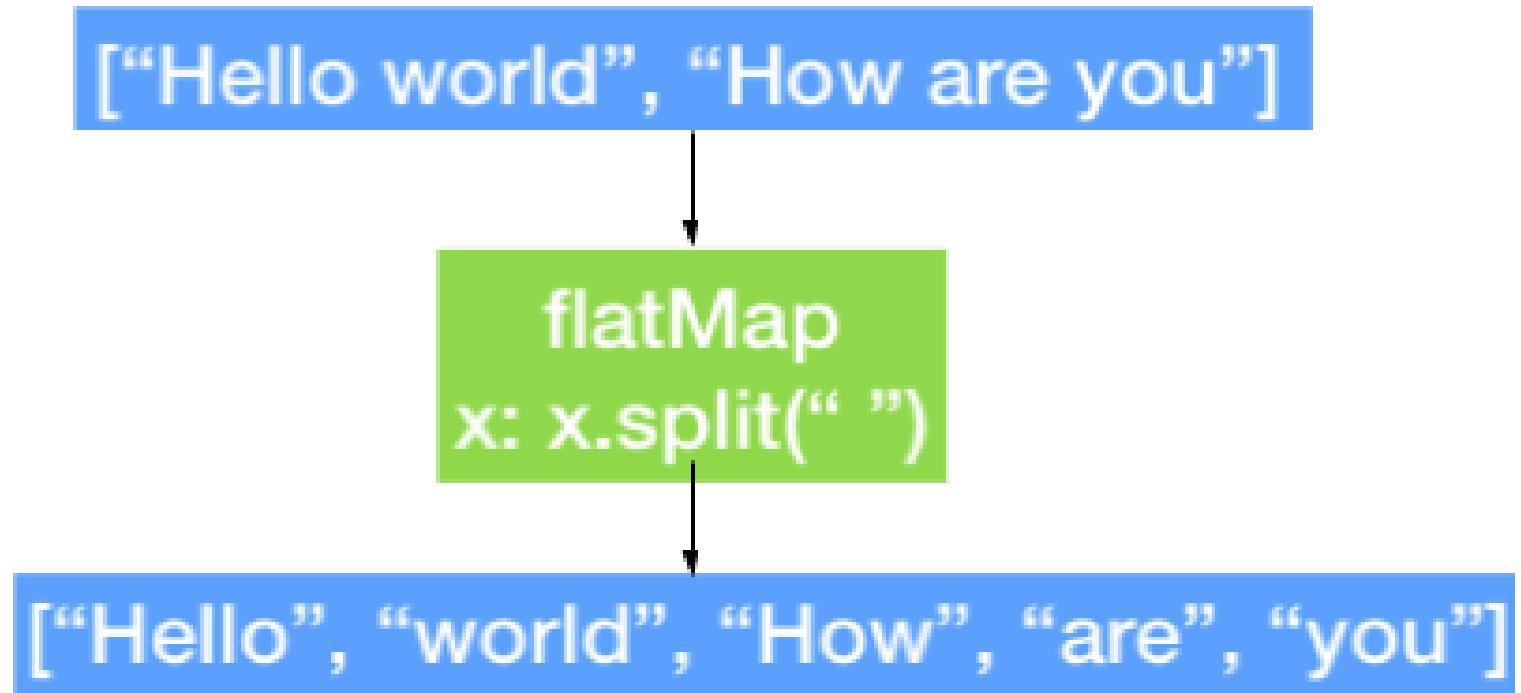 [“Hello world”, “How are you”]
flatMap
x: x.split(“ ”)
[“Hello”, “world”, “How”, “are”, “you”]